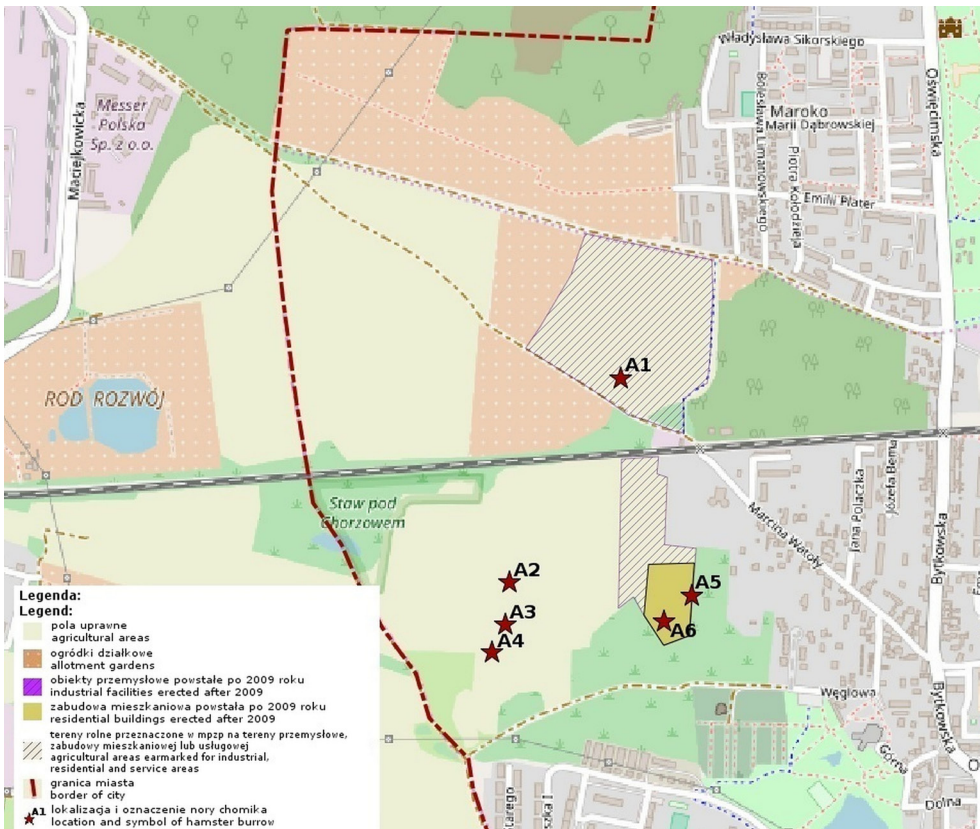 Władysława Sikorskiego
Messer
Polska
Sp. z o.o.
Maciejkowicka
Bolesława Limanowskiego
Maroko
Marii Dąbrowskiej
Piotra Kołodzieja
Oświęcimska
Emilii Plater
A1
ROD ROZWÓJ
Staw pod
Chorzowem
Marcina Watoły
Jana Polaczka
Józefa Bema
Bytkowska
A2
A3
A4
A5
A6
Węglowa
Bytkowska
Górna
Dolna
Legenda:
Legend:
pola uprawne
agricultural areas
ogródki działkowe
allotment gardens
obiekty przemysłowe powstałe po 2009 roku
industrial facilities erected after 2009
zabudowa mieszkaniowa powstała po 2009 roku
residential buildings erected after 2009
tereny rolne przeznaczone w mpzp na tereny przemysłowe,
zabudowy mieszkaniowej lub usługowej
agricultural areas earmarked for industrial,
residential and service areas
granica miasta
border of city
A1 lokalizacja i oznaczenie nory chomika
location and symbol of hamster burrow